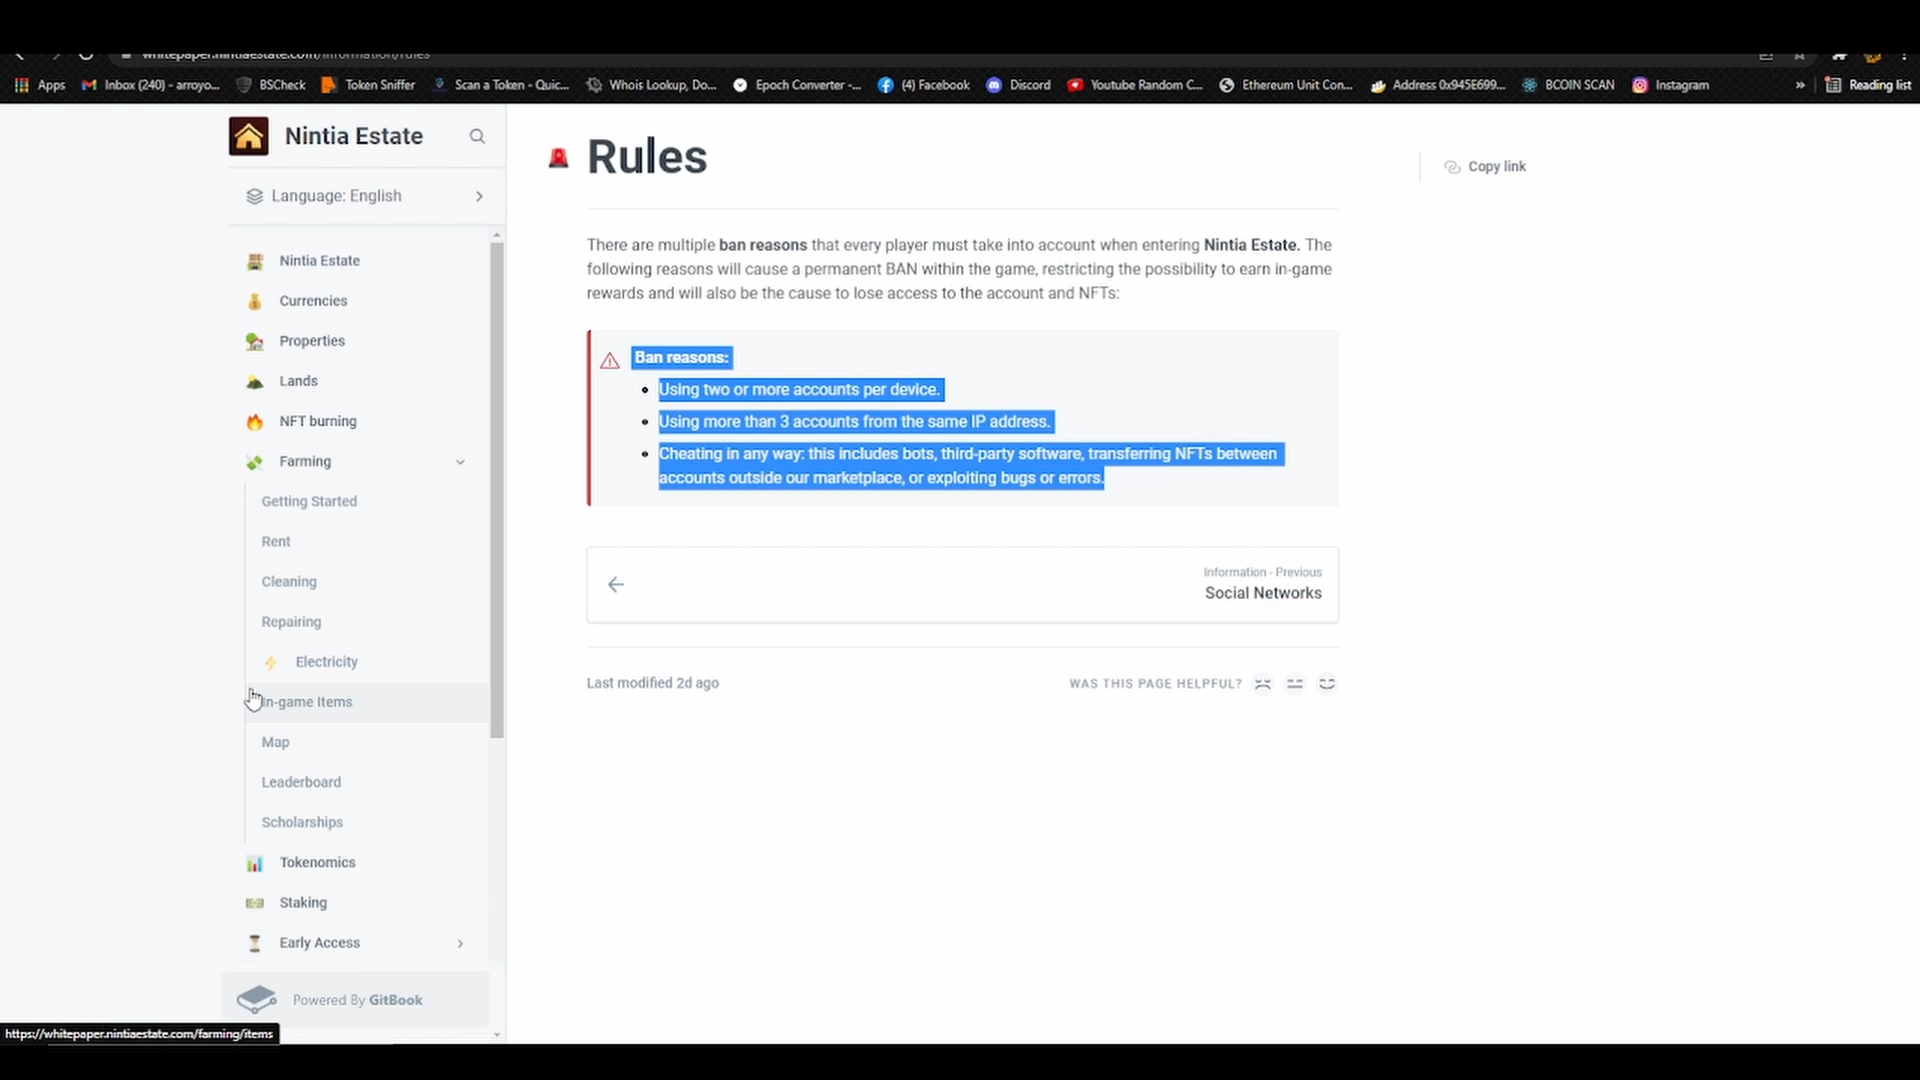 whitepaper.nintiaestate.com/information/rules
Apps
Inbox (240) - arroyo...
BSCheck
Token Sniffer
Scan a Token - Quic...
Whois Lookup, Do...
Epoch Converter -...
(4) Facebook
Discord
Youtube Random C...
Ethereum Unit Con...
Address 0x945E699...
BCOIN SCAN
Instagram
»
Reading list
Nintia Estate
Language: English
Nintia Estate
Currencies
Properties
Lands
NFT burning
Farming
Getting Started
Rent
Cleaning
Repairing
Electricity
In-game Items
Map
Leaderboard
Scholarships
Tokenomics
Staking
Early Access
Powered By GitBook
https://whitepaper.nintiaestate.com/farming/items
Rules
Copy link
There are multiple ban reasons that every player must take into account when entering Nintia Estate. The
following reasons will cause a permanent BAN within the game, restricting the possibility to earn in-game
rewards and will also be the cause to lose access to the account and NFTs:
Ban reasons:
• Using two or more accounts per device.
• Using more than 3 accounts from the same IP address.
• Cheating in any way: this includes bots, third-party software, transferring NFTs between
accounts outside our marketplace, or exploiting bugs or errors.
Information - Previous
Social Networks
Last modified 2d ago
WAS THIS PAGE HELPFUL?